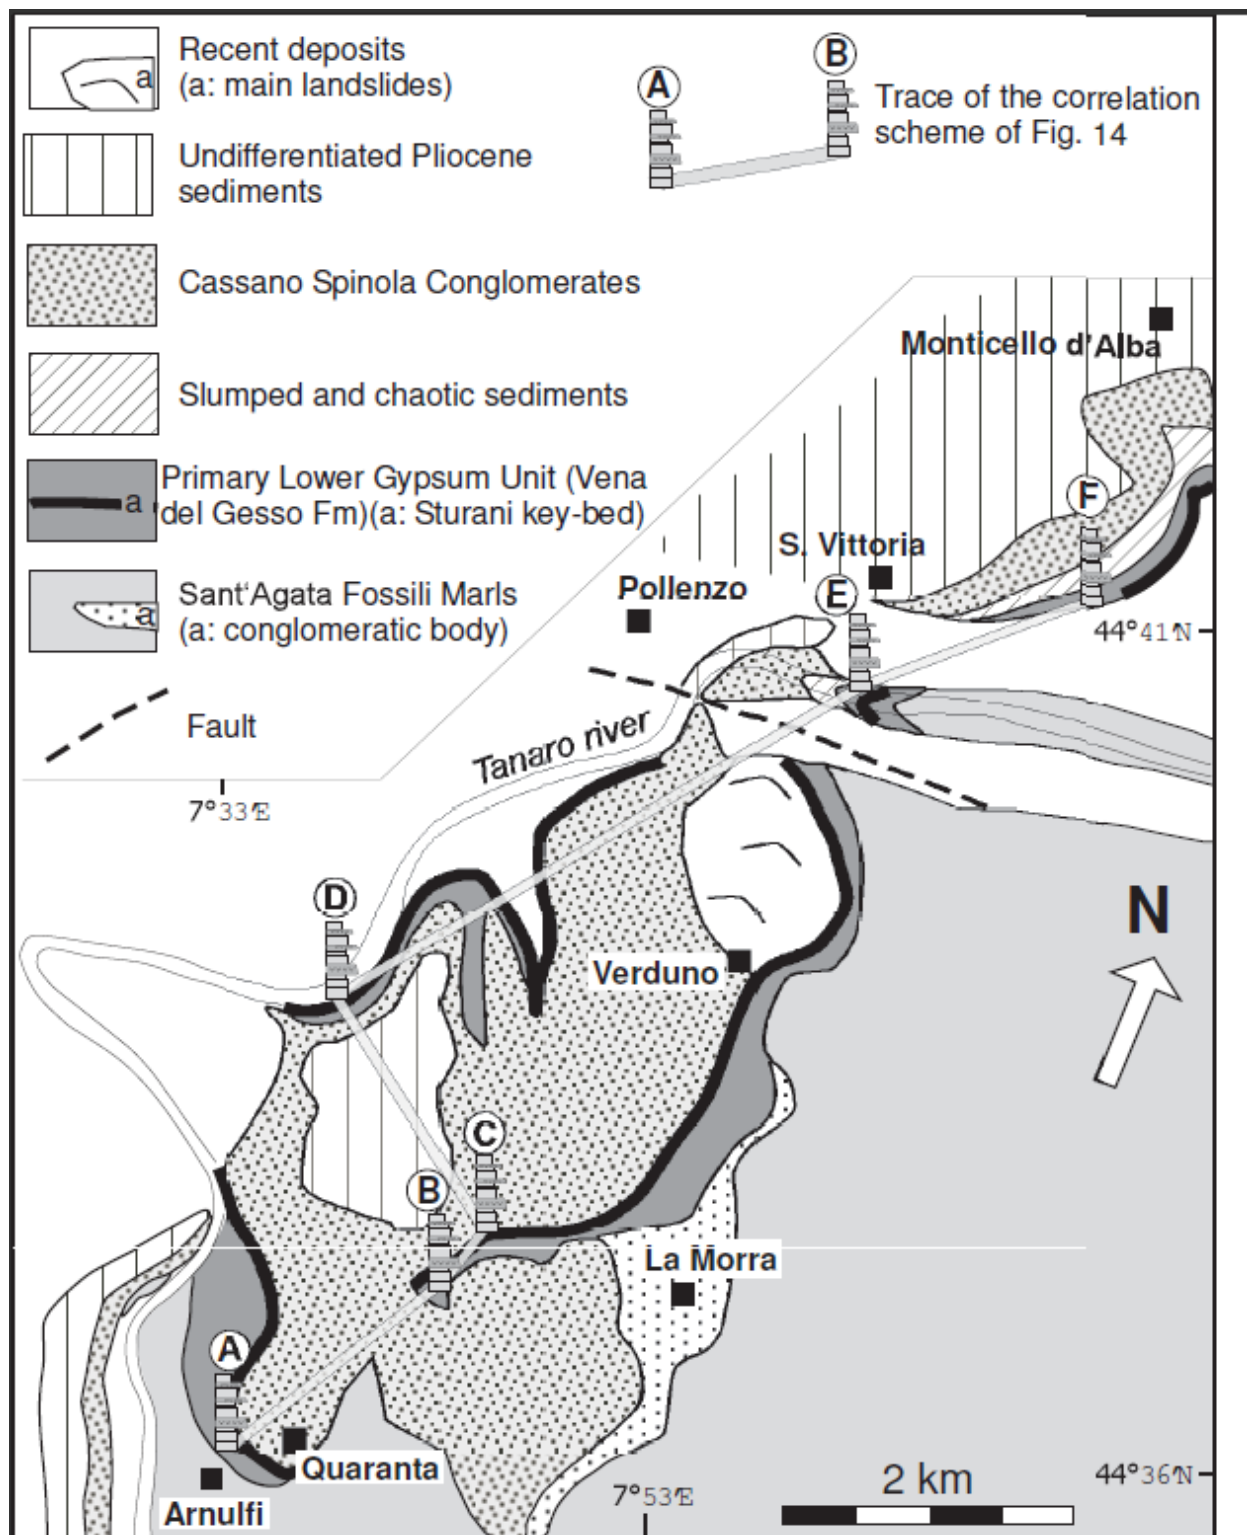 Recent deposits
(a: main landslides)
a
Undifferentiated Pliocene
sediments
Cassano Spinola Conglomerates
Slumped and chaotic sediments
Primary Lower Gypsum Unit (Vena
del Gesso Fm)(a: Sturani key-bed)
a
Sant'Agata Fossili Marls
(a: conglomeratic body)
a
Fault
A
B
Trace of the correlation
scheme of Fig. 14
Monticello d'Alba
F
S. Vittoria
E
Pollenzo
44°41'N
Tanaro river
7°33'E
D
N
Verduno
C
B
La Morra
A
Quaranta
Arnulfi
2 km
7°53'E
44°36'N